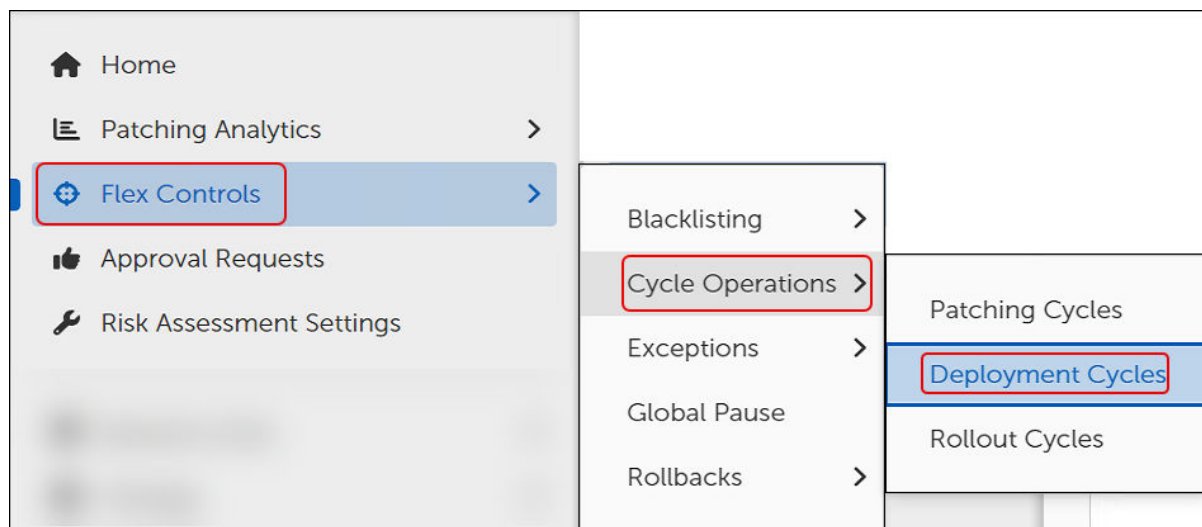 Home
Patching Analytics
Flex Controls
Approval Requests
Risk Assessment Settings
Blacklisting
Cycle Operations
Exceptions
Global Pause
Rollbacks
Patching Cycles
Deployment Cycles
Rollout Cycles